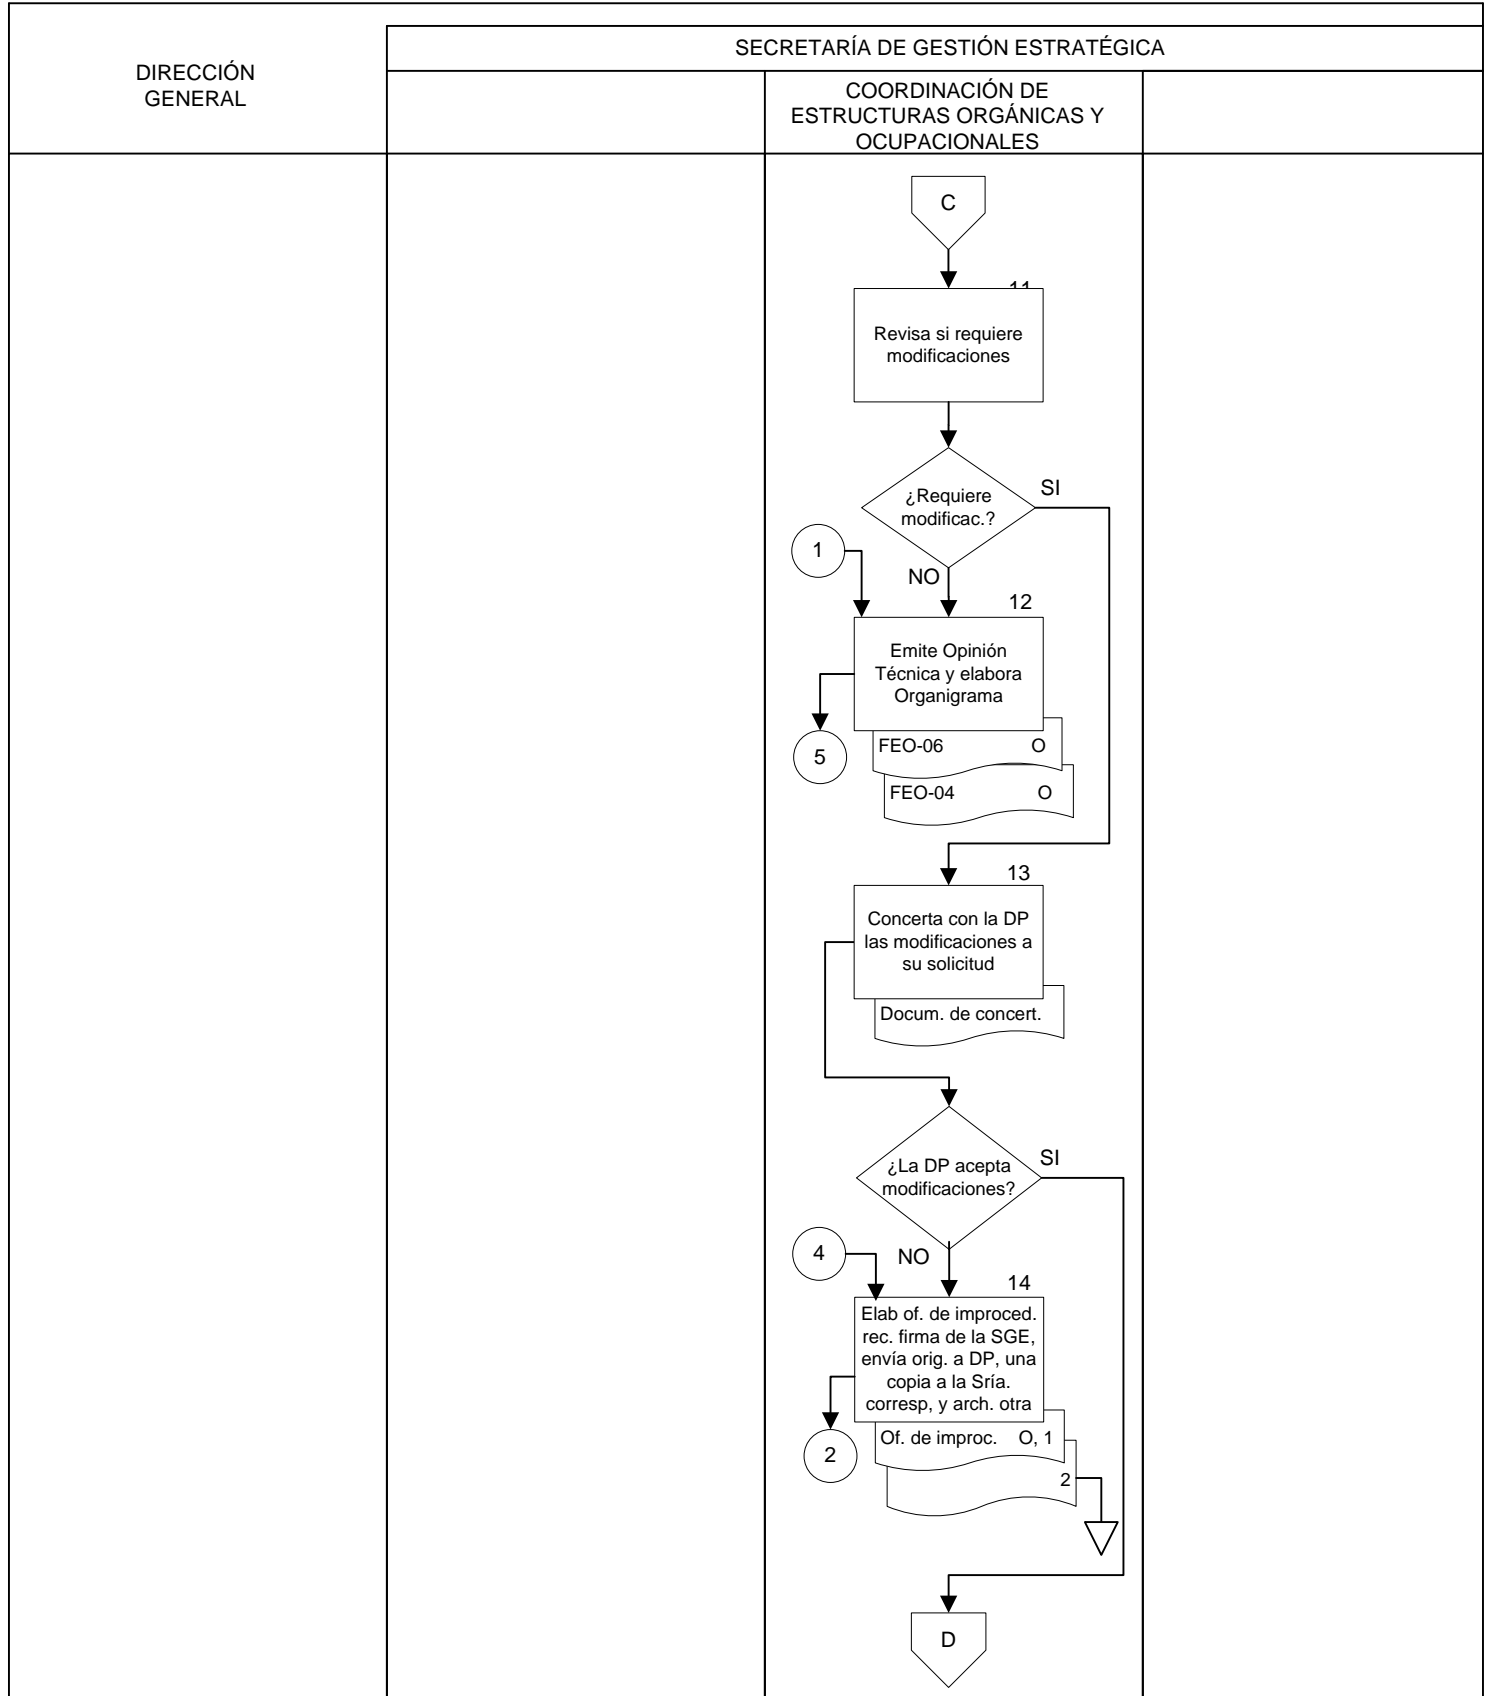 SECRETARÍA DE GESTIÓN ESTRATÉGICA
DIRECCIÓN
GENERAL
COORDINACIÓN DE
ESTRUCTURAS ORGÁNICAS Y
OCUPACIONALES
C
11
Revisa si requiere
modificaciones
¿Requiere
modificac.?
SI
1
NO
12
Emite Opinión
Técnica y elabora
Organigrama
5
FEO-06 O
FEO-04 O
13
Concerta con la DP
las modificaciones a
su solicitud
Docum. de concert.
¿La DP acepta
modificaciones?
SI
4
NO
14
Elab of. de improced.
rec. firma de la SGE,
envía orig. a DP, una
copia a la Sría.
corresp, y arch. otra
2
Of. de improc. O, 1
2
D